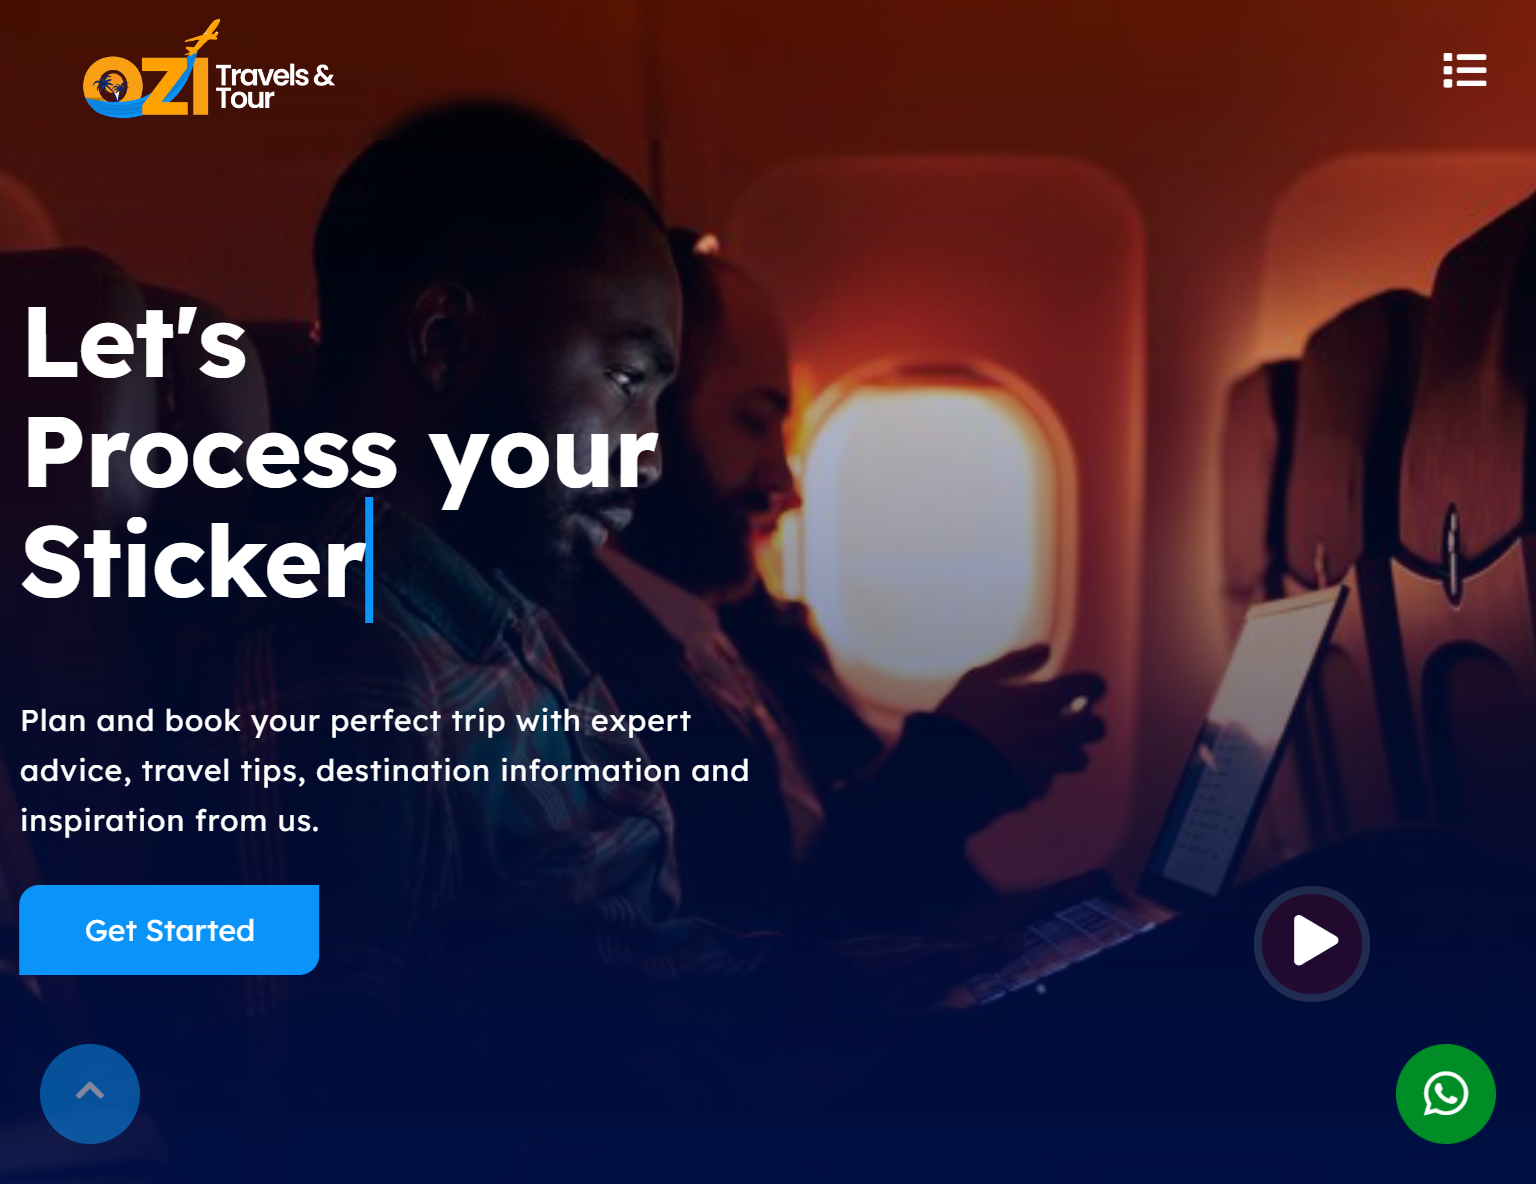 OZI Travels &
Tour
Let's
Process your
Sticker
Plan and book your perfect trip with expert
advice, travel tips, destination information and
inspiration from us.
Get Started